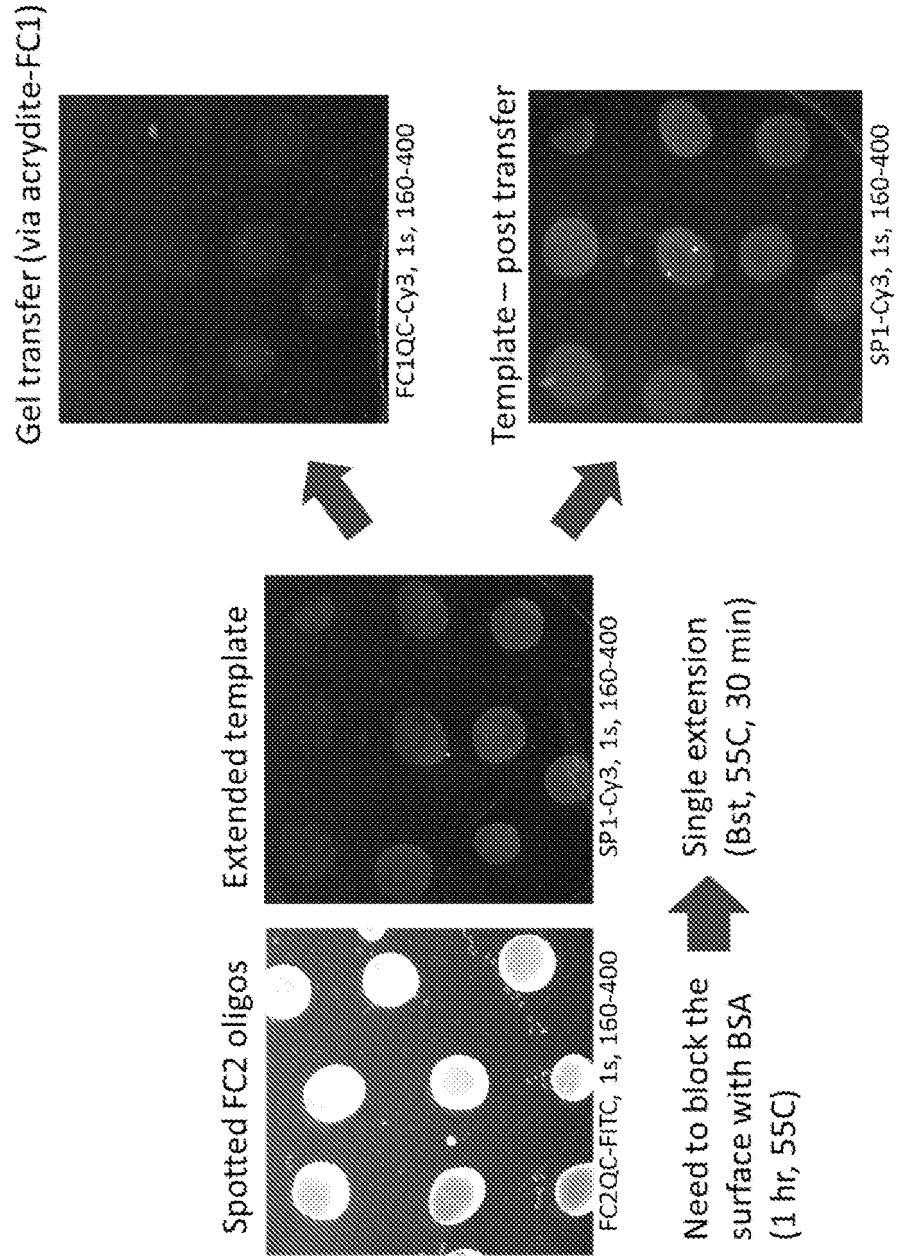 Spotted FC2 oligos
FC2QC-FITC, 1s, 160-400
Need to block the
surface with BSA
(1 hr, 55C)
Extended template
SP1-Cy3, 1s, 160-400
Single extension
(Bst, 55C, 30 min)
Gel transfer (via acrydite-FC1)
FC1QC-Cy3, 1s, 160-400
Template – post transfer
SP1-Cy3, 1s, 160-400